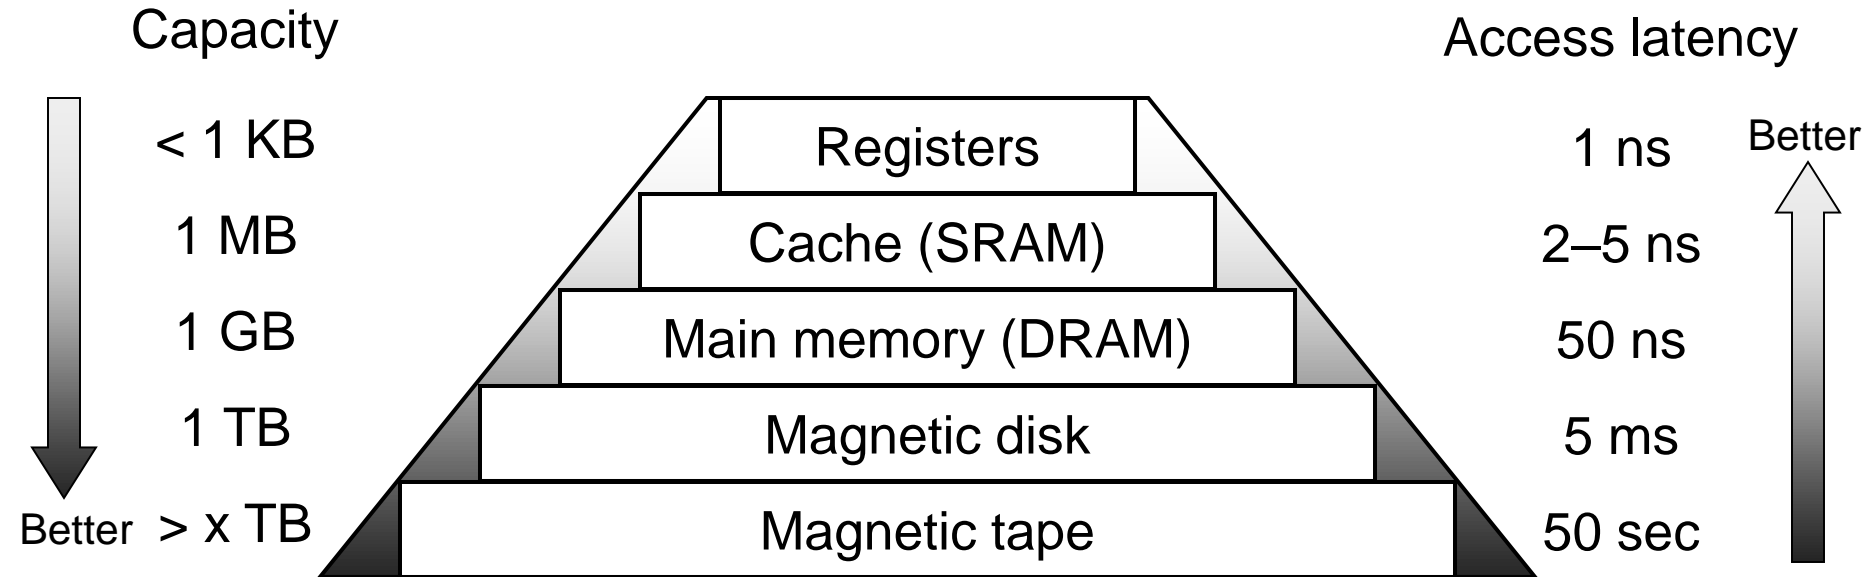 Capacity Access latency
< 1 KB Registers 1 ns Better
1 MB Cache (SRAM) 2–5 ns
1 GB Main memory (DRAM) 50 ns
1 TB Magnetic disk 5 ms
Better > x TB Magnetic tape 50 sec